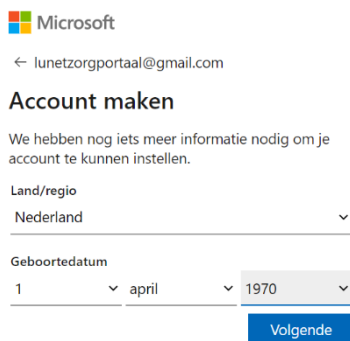 Microsoft
← lunetzorgportaal@gmail.com
Account maken
We hebben nog iets meer informatie nodig om je
account te kunnen instellen.
Land/regio
Nederland
Geboortedatum
1 april 1970
Volgende